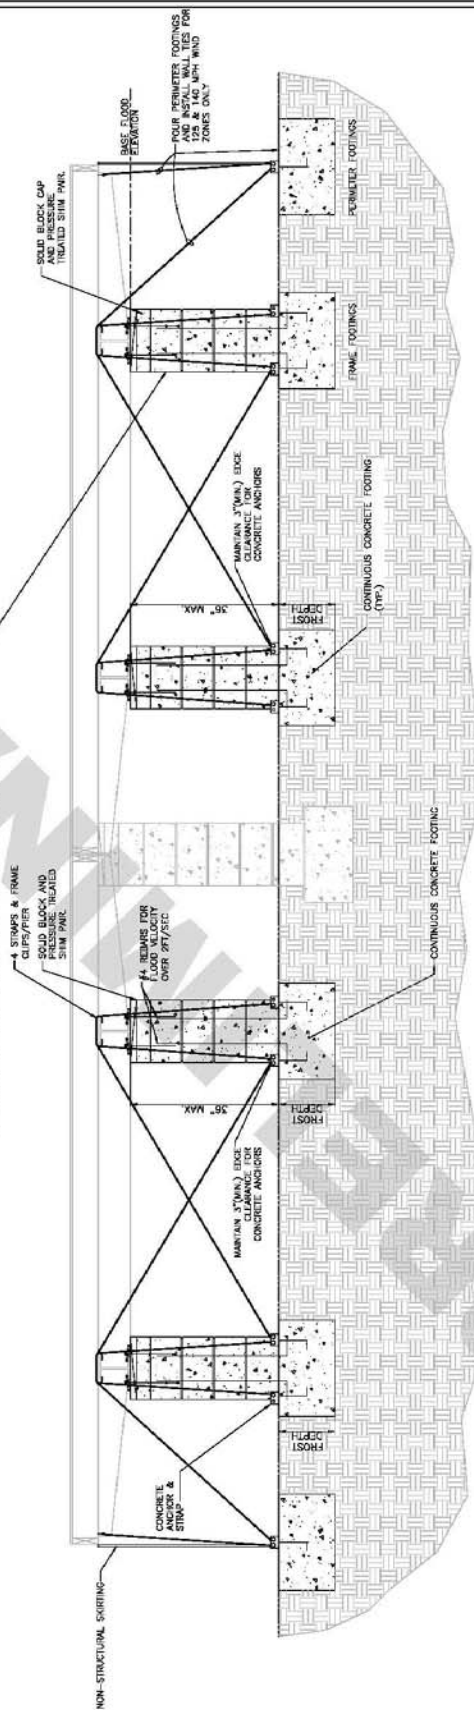 NON-STRUCTURAL SKIRTING
CONCRETE
ANCHOR &
STRAP
FROST
DEPTH
4 STRAPS & FRAME
CLIPS/PIER
SOLID BLOCK AND
PRESSURE TREATED
SHIM PAIR.
#4 REBARS FOR
FLOOD VELOCITY
OVER 2FT/SEC
36" MAX.
FROST
DEPTH
MAINTAIN 3"(MIN.) EDGE
CLEARANCE FOR
CONCRETE ANCHORS
CONTINUOUS CONCRETE FOOTING
36" MAX.
FROST
DEPTH
MAINTAIN 3"(MIN.) EDGE
CLEARANCE FOR
CONCRETE ANCHORS
CONTINUOUS CONCRETE FOOTING
(TYP.)
SOLID BLOCK CAP
AND PRESSURE
TREATED SHIM PAIR.
BASE FLOOD
ELEVATION
POUR PERIMETER FOOTINGS
AND INSTALL WALL TIES FOR
125 & 140 MPH WIND
ZONES ONLY
FRAME FOOTINGS
PERIMETER FOOTINGS
RELIMINA